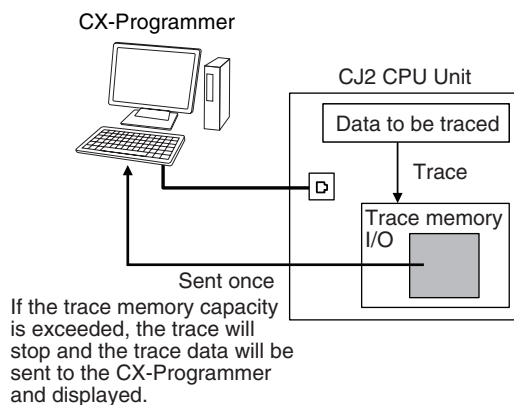 CX-Programmer
CJ2 CPU Unit
Data to be traced
Trace
Trace memory
I/O
Sent once
If the trace memory capacity
is exceeded, the trace will
stop and the trace data will be
sent to the CX-Programmer
and displayed.